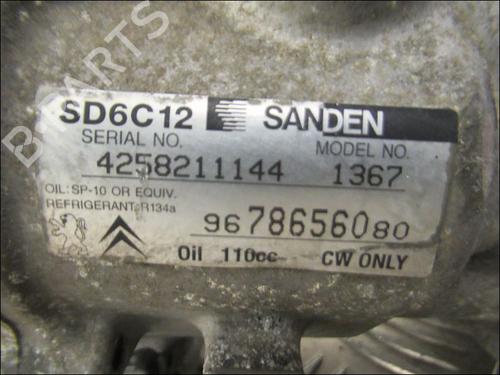 B-PARTS
SD6C12 SANDEN
SERIAL NO. MODEL NO.
4258211144 1367
OIL: SP-10 OR EQUIV.
REFRIGERANT: R134a
9678656080
Oil 110cc CW ONLY